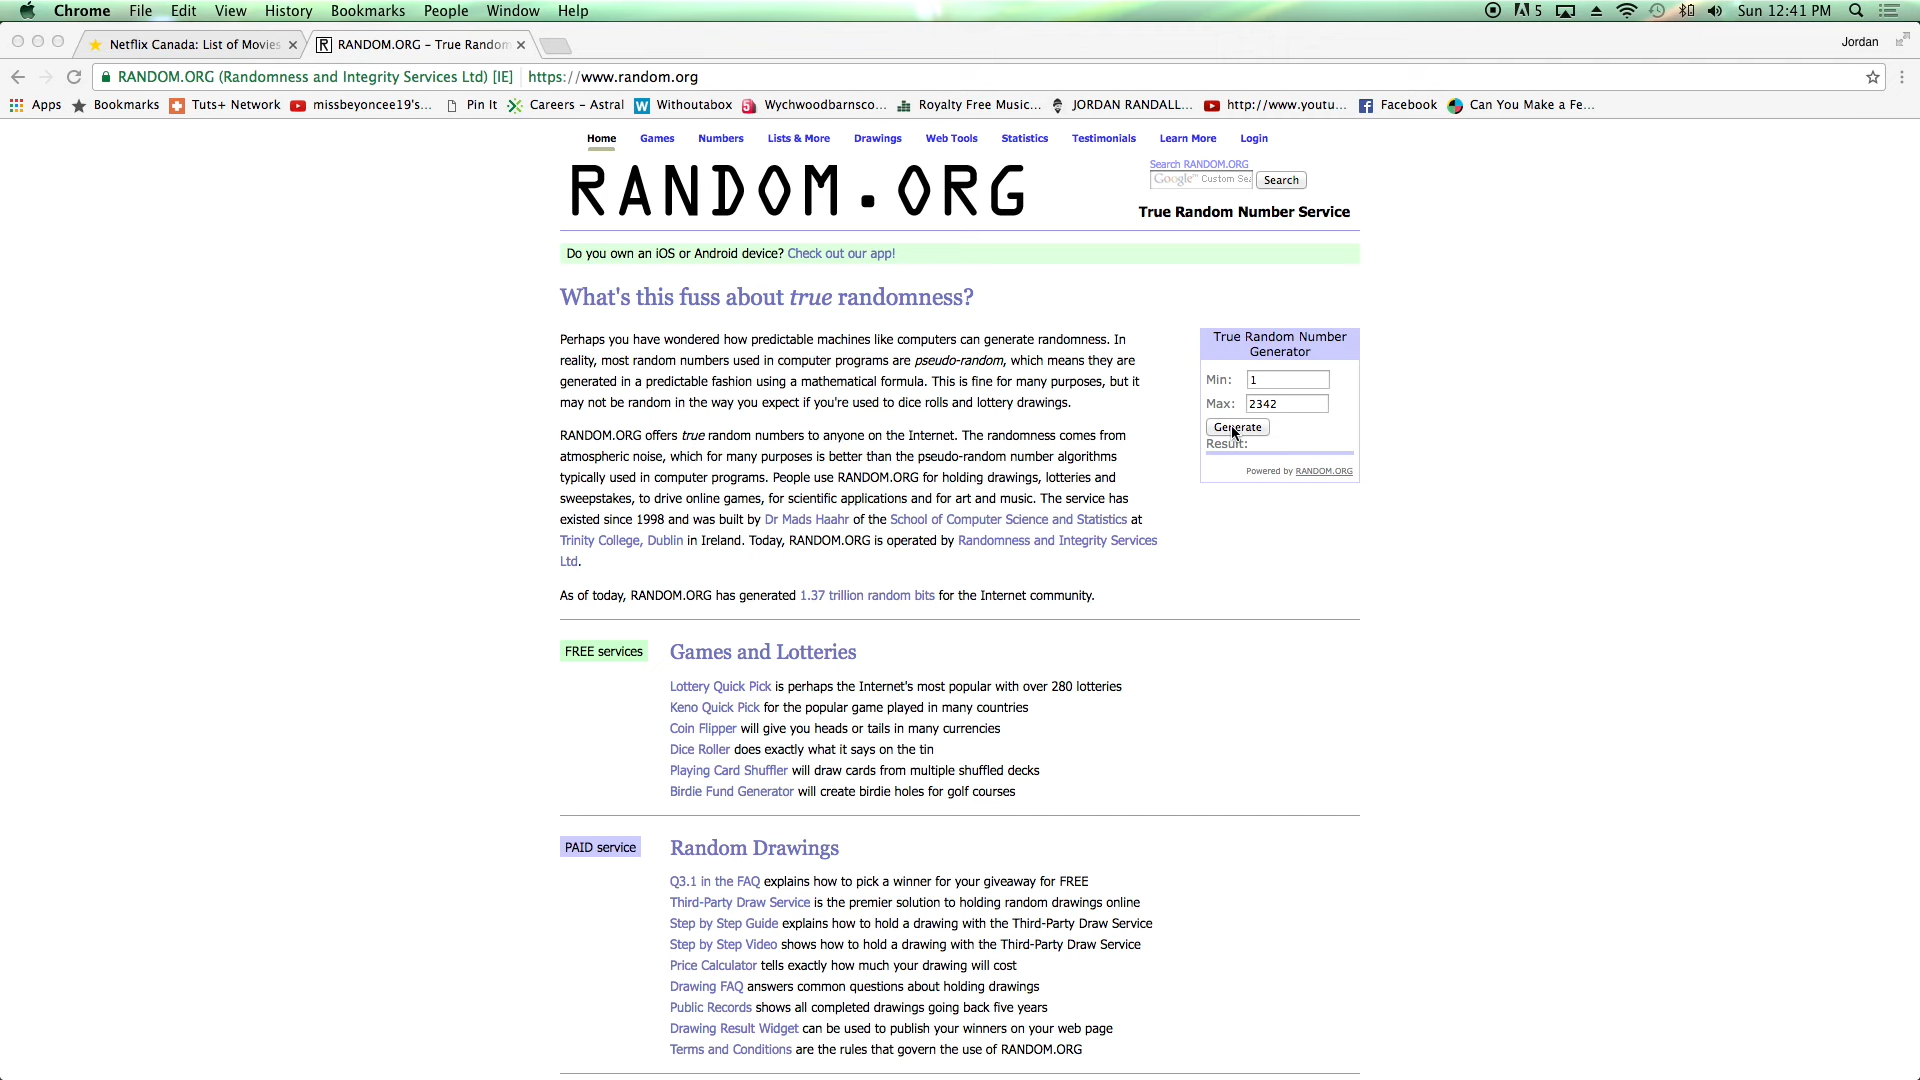 Chrome File Edit View History Bookmarks People Window Help
5 Sun 12:41 PM
Netflix Canada: List of Movies
RANDOM.ORG - True Random
Jordan
RANDOM.ORG (Randomness and Integrity Services Ltd) [IE] https://www.random.org
Apps Bookmarks Tuts+ Network missbeyoncee19's... Pin It Careers – Astral Withoutabox Wychwoodbarnsco... Royalty Free Music... JORDAN RANDALL... http://www.youtu... Facebook Can You Make a Fe...
Home Games Numbers Lists & More Drawings Web Tools Statistics Testimonials Learn More Login
RANDOM.ORG
Search RANDOM.ORG
Google™ Custom Sea Search
True Random Number Service
Do you own an iOS or Android device? Check out our app!
What's this fuss about true randomness?
Perhaps you have wondered how predictable machines like computers can generate randomness. In
reality, most random numbers used in computer programs are pseudo-random, which means they are
generated in a predictable fashion using a mathematical formula. This is fine for many purposes, but it
may not be random in the way you expect if you're used to dice rolls and lottery drawings.
RANDOM.ORG offers true random numbers to anyone on the Internet. The randomness comes from
atmospheric noise, which for many purposes is better than the pseudo-random number algorithms
typically used in computer programs. People use RANDOM.ORG for holding drawings, lotteries and
sweepstakes, to drive online games, for scientific applications and for art and music. The service has
existed since 1998 and was built by Dr Mads Haahr of the School of Computer Science and Statistics at
Trinity College, Dublin in Ireland. Today, RANDOM.ORG is operated by Randomness and Integrity Services
Ltd.
As of today, RANDOM.ORG has generated 1.37 trillion random bits for the Internet community.
True Random Number
Generator
Min: 1
Max: 2342
Generate
Result:
Powered by RANDOM.ORG
FREE services
Games and Lotteries
Lottery Quick Pick is perhaps the Internet's most popular with over 280 lotteries
Keno Quick Pick for the popular game played in many countries
Coin Flipper will give you heads or tails in many currencies
Dice Roller does exactly what it says on the tin
Playing Card Shuffler will draw cards from multiple shuffled decks
Birdie Fund Generator will create birdie holes for golf courses
PAID service
Random Drawings
Q3.1 in the FAQ explains how to pick a winner for your giveaway for FREE
Third-Party Draw Service is the premier solution to holding random drawings online
Step by Step Guide explains how to hold a drawing with the Third-Party Draw Service
Step by Step Video shows how to hold a drawing with the Third-Party Draw Service
Price Calculator tells exactly how much your drawing will cost
Drawing FAQ answers common questions about holding drawings
Public Records shows all completed drawings going back five years
Drawing Result Widget can be used to publish your winners on your web page
Terms and Conditions are the rules that govern the use of RANDOM.ORG